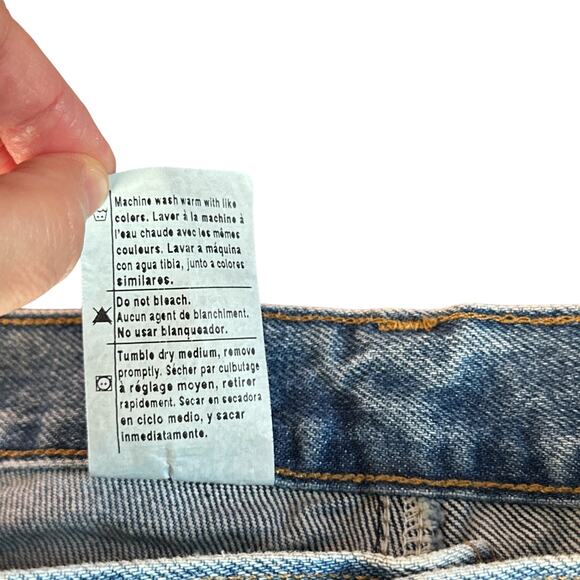 Machine wash warm with like
colors. Laver à la machine à
l'eau chaude avec les mêmes
couleurs. Lavar a máquina
con agua tibia, junto a colores
similares.
Do not bleach.
Aucun agent de blanchiment.
No usar blanqueador.
Tumble dry medium, remove
promptly. Sécher par culbutage
à réglage moyen, retirer
rapidement. Secar en secadora
en ciclo medio, y sacar
inmediatamente.